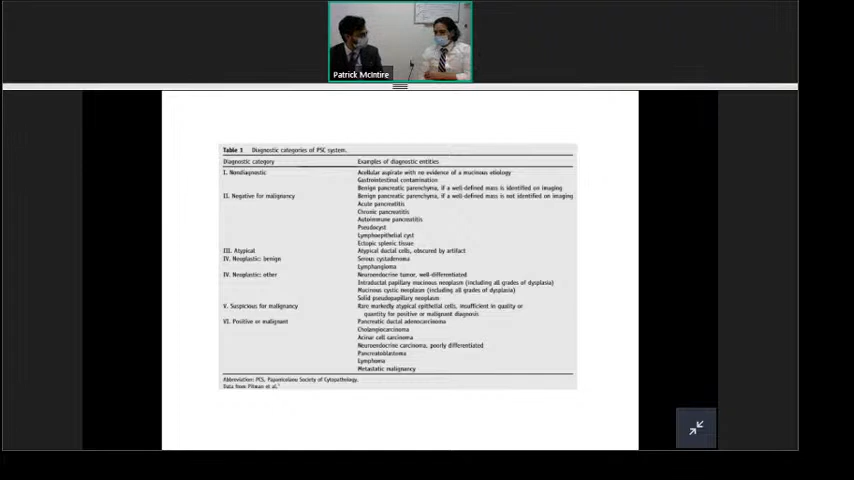 Patrick McIntire
Table 1 Diagnostic categories of PSC system.
Diagnostic category Examples of diagnostic entities
I. Nondiagnostic Acellular aspirate with no evidence of a mucinous etiology
Gastrointestinal contamination
Benign pancreatic parenchyma, if a well-defined mass is identified on imaging
II. Negative for malignancy Benign pancreatic parenchyma, if a well-defined mass is not identified on imaging
Acute pancreatitis
Chronic pancreatitis
Autoimmune pancreatitis
Pseudocyst
Lymphoepithelial cyst
Ectopic splenic tissue
III. Atypical Atypical ductal cells, obscured by artifact
IV. Neoplastic: benign Serous cystadenoma
Lymphangioma
IV. Neoplastic: other Neuroendocrine tumor, well-differentiated
Intraductal papillary mucinous neoplasm (including all grades of dysplasia)
Mucinous cystic neoplasm (including all grades of dysplasia)
Solid pseudopapillary neoplasm
V. Suspicious for malignancy Rare markedly atypical epithelial cells, insufficient in quality or
quantity for positive or malignant diagnosis
VI. Positive or malignant Pancreatic ductal adenocarcinoma
Cholangiocarcinoma
Acinar cell carcinoma
Neuroendocrine carcinoma, poorly differentiated
Pancreatoblastoma
Lymphoma
Metastatic malignancy
Abbreviation: PCS, Papanicolaou Society of Cytopathology.
Data from Pitman et al.